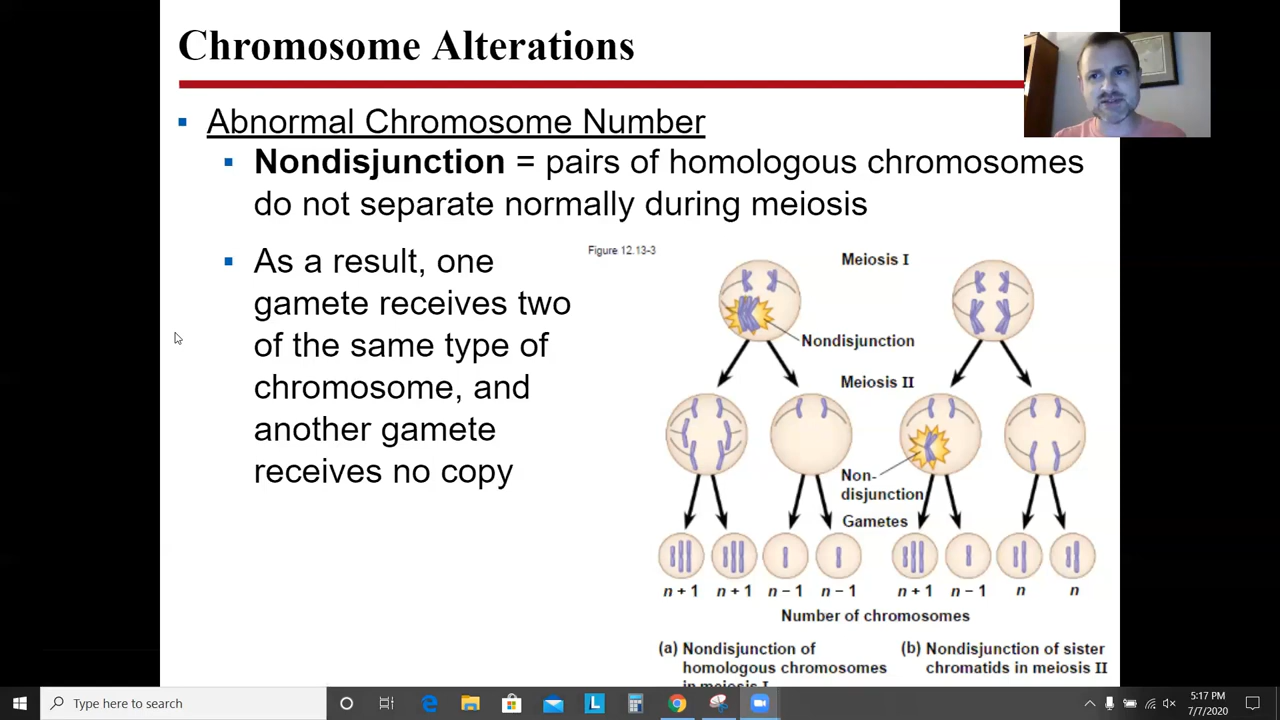 Chromosome Alterations
Abnormal Chromosome Number
Nondisjunction = pairs of homologous chromosomes
do not separate normally during meiosis
As a result, one
gamete receives two
of the same type of
chromosome, and
another gamete
receives no copy
Figure 12.13-3
Meiosis I
Nondisjunction
Meiosis II
Non-
disjunction
Gametes
n + 1 n + 1 n − 1 n − 1 n + 1 n − 1 n n
Number of chromosomes
(a) Nondisjunction of
homologous chromosomes
in meiosis I
(b) Nondisjunction of sister
chromatids in meiosis II
Type here to search
L
5:17 PM
7/7/2020